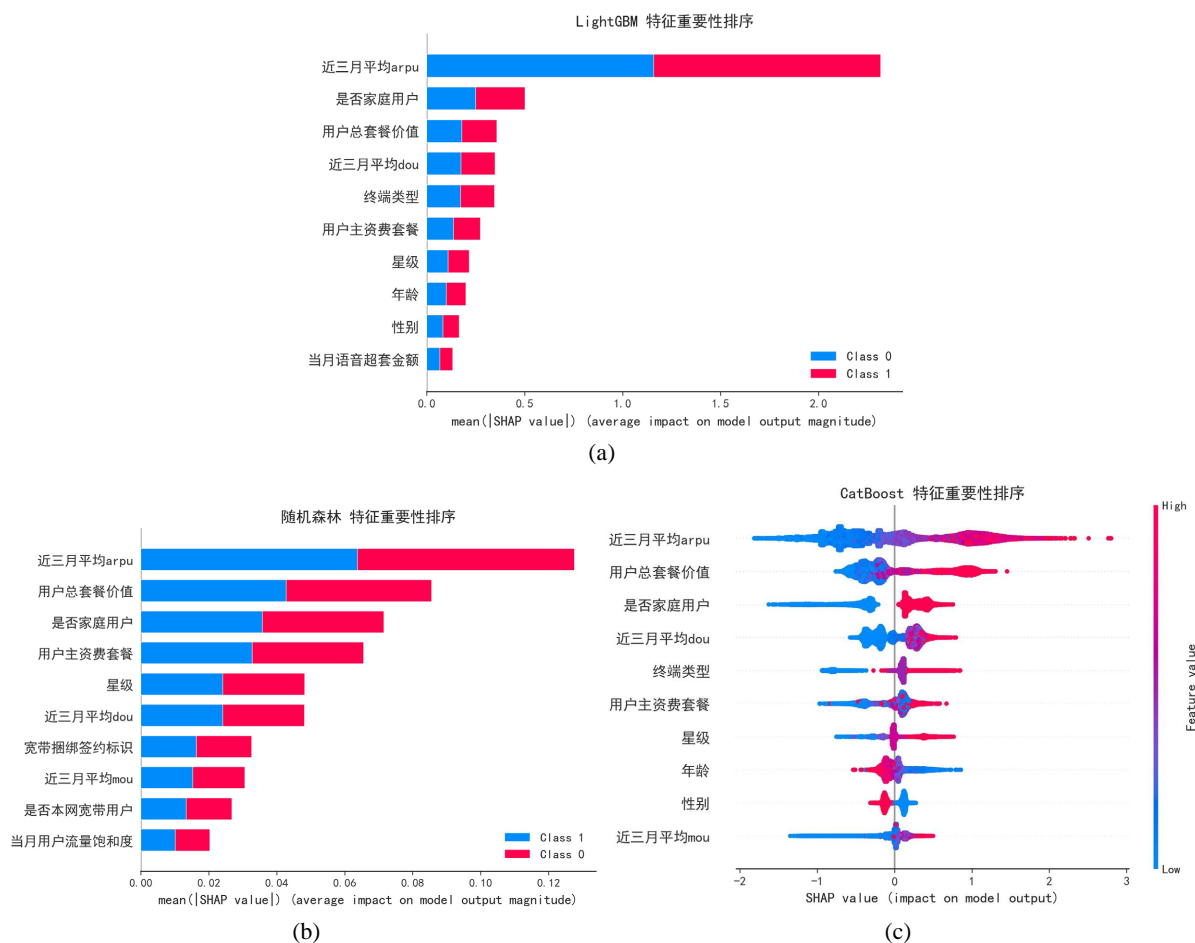 LightGBM 特征重要性排序
近三月平均arpu
是否家庭用户
用户总套餐价值
近三月平均dou
终端类型
用户主资费套餐
星级
年龄
性别
当月语音超套金额
Class 0
Class 1
0.0 0.5 1.0 1.5 2.0
mean(|SHAP value|) (average impact on model output magnitude)
(a)
随机森林 特征重要性排序
近三月平均arpu
用户总套餐价值
是否家庭用户
用户主资费套餐
星级
近三月平均dou
宽带捆绑签约标识
近三月平均mou
是否本网宽带用户
当月用户流量饱和度
Class 1
Class 0
0.00 0.02 0.04 0.06 0.08 0.10 0.12
mean(|SHAP value|) (average impact on model output magnitude)
(b)
CatBoost 特征重要性排序
High
近三月平均arpu
用户总套餐价值
是否家庭用户
近三月平均dou
终端类型
用户主资费套餐
星级
年龄
性别
近三月平均mou
Feature value
Low
−2 −1 0 1 2 3
SHAP value (impact on model output)
(c)